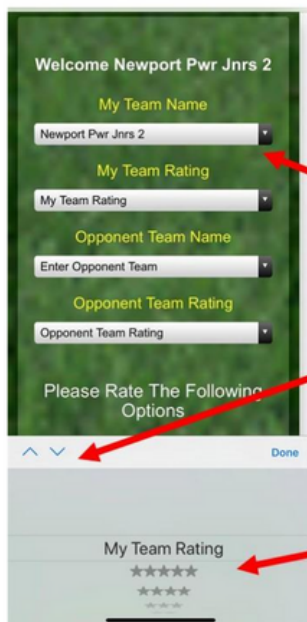 Welcome Newport Pwr Jnrs 2
My Team Name
Newport Pwr Jnrs 2
My Team Rating
My Team Rating
Opponent Team Name
Enter Opponent Team
Opponent Team Rating
Opponent Team Rating
Please Rate The Following
Options
Done
My Team Rating
★★★★★
★★★★
★★★